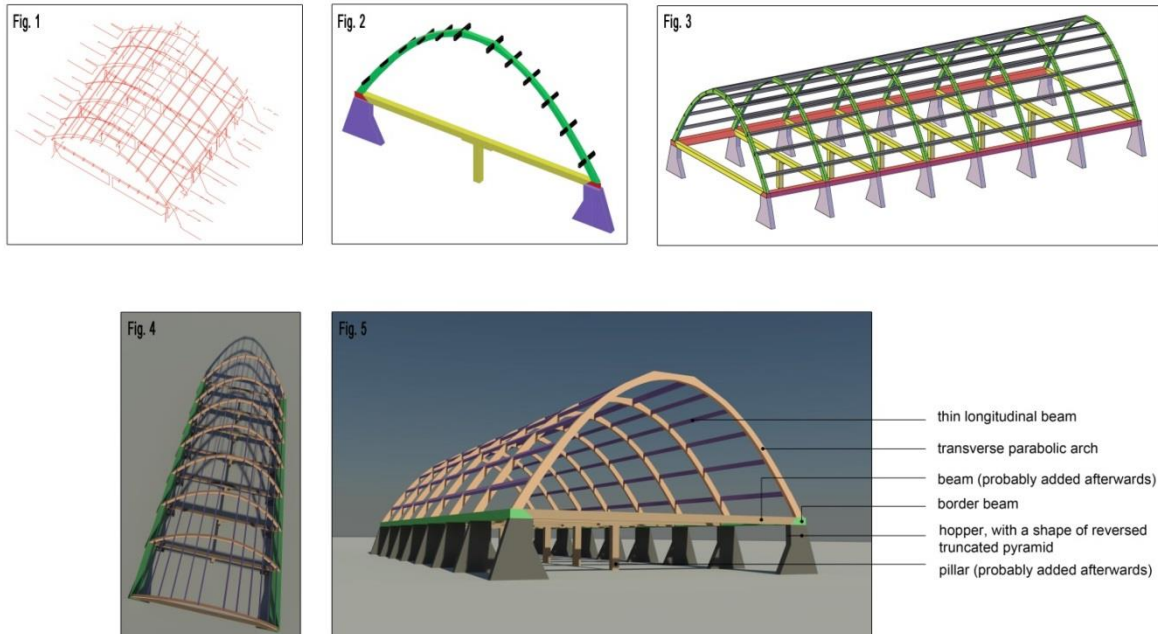 Fig. 1
Fig. 2
Fig. 3
Fig. 4
Fig. 5
thin longitudinal beam
transverse parabolic arch
beam (probably added afterwards)
border beam
hopper, with a shape of reversed
truncated pyramid
pillar (probably added afterwards)